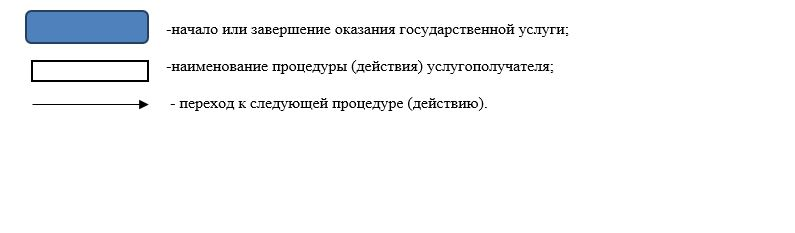 -начало или завершение оказания государственной услуги;
-наименование процедуры (действия) услугополучателя;
- переход к следующей процедуре (действию).